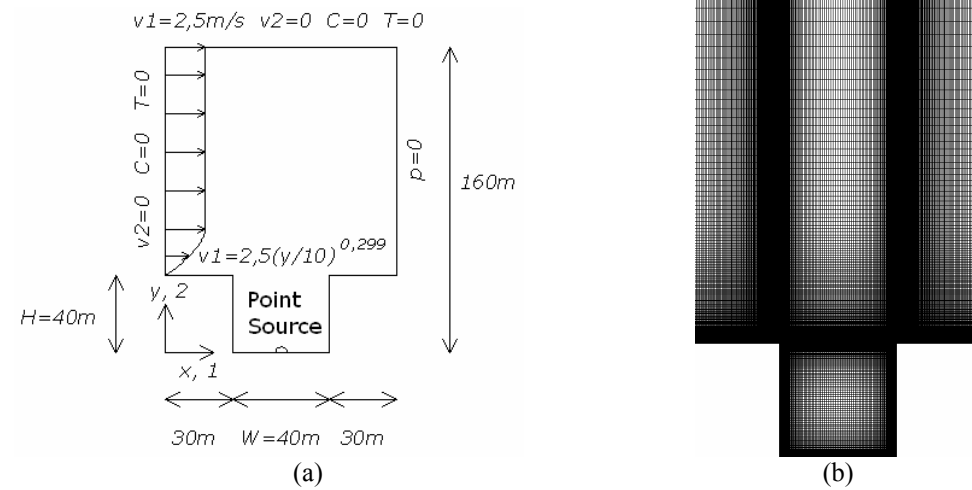 v1=2,5m/s v2=0 C=0 T=0
v2=0 C=0 T=0
p=0
160m
v1=2,5(y/10)^0,299
y, 2
H=40m
Point
Source
x, 1
30m W=40m 30m
(a)
(b)